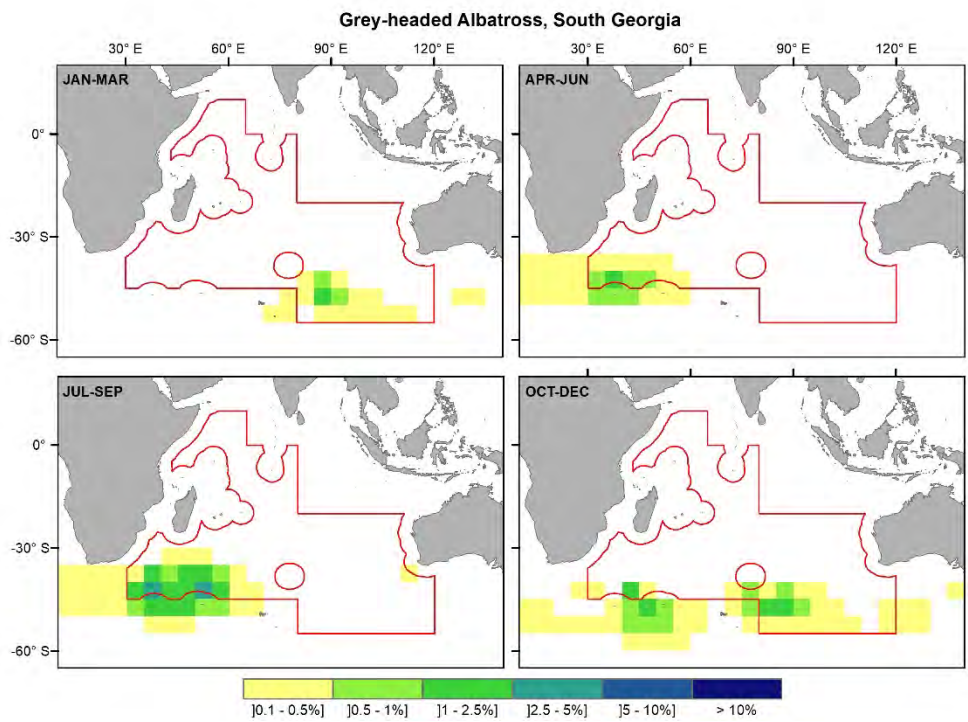 Grey-headed Albatross, South Georgia
30° E 60° E 90° E 120° E 30° E 60° E 90° E 120° E
JAN-MAR APR-JUN
0°
-30° S
-60° S
JUL-SEP OCT-DEC
0°
-30° S
-60° S
]0.1 - 0.5%] ]0.5 - 1%] ]1 - 2.5%] ]2.5 - 5%] ]5 - 10%] > 10%